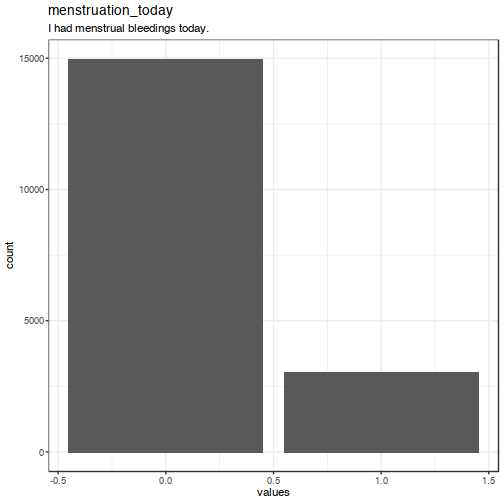 menstruation_today
I had menstrual bleedings today.
15000
10000
5000
0
count
-0.5 0.0 0.5 1.0 1.5
values